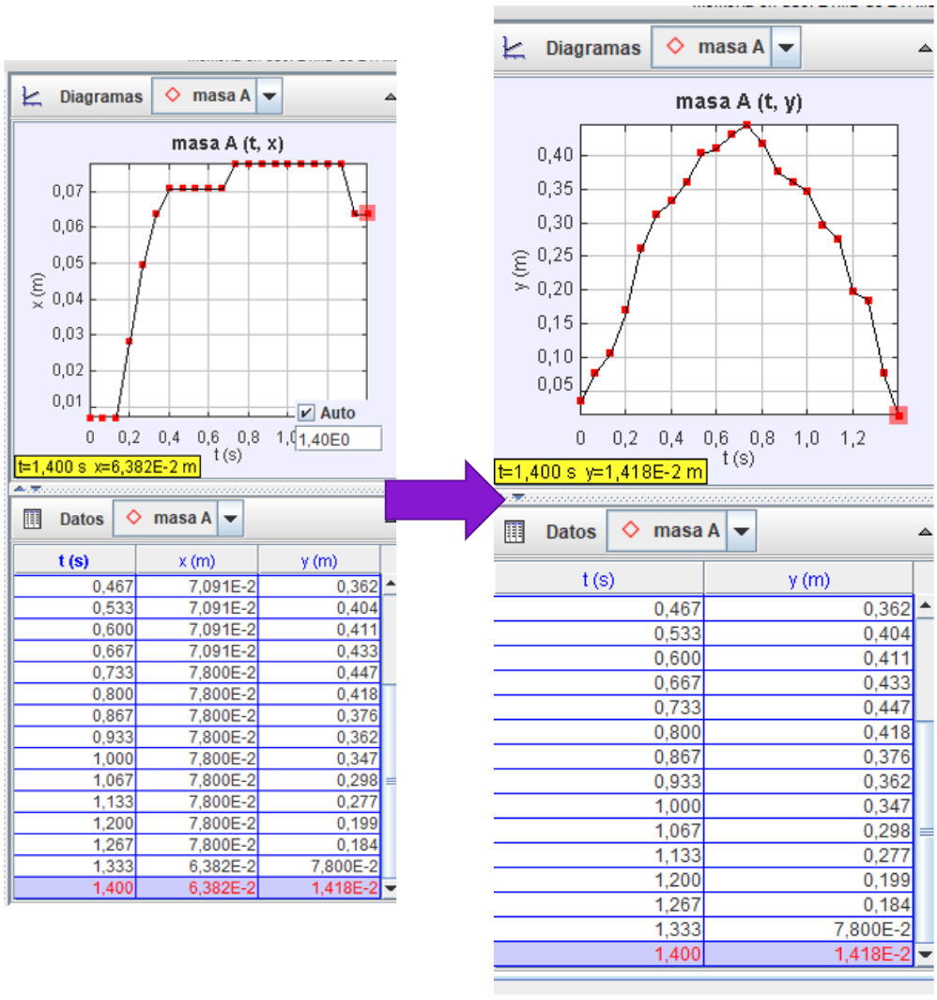 Diagramas masa A
masa A (t, x)
0,07
0,06
0,05
0,04
0,03
0,02
0,01
x (m)
Auto
0 0,2 0,4 0,6 0,8 1,0
1,40E0
t (s)
t=1,400 s x=6,382E-2 m
Datos masa A
t (s) x (m) y (m)
0,467 7,091E-2 0,362
0,533 7,091E-2 0,404
0,600 7,091E-2 0,411
0,667 7,091E-2 0,433
0,733 7,800E-2 0,447
0,800 7,800E-2 0,418
0,867 7,800E-2 0,376
0,933 7,800E-2 0,362
1,000 7,800E-2 0,347
1,067 7,800E-2 0,298
1,133 7,800E-2 0,277
1,200 7,800E-2 0,199
1,267 7,800E-2 0,184
1,333 6,382E-2 7,800E-2
1,400 6,382E-2 1,418E-2
Diagramas masa A
masa A (t, y)
0,40
0,35
0,30
0,25
0,20
0,15
0,10
0,05
y (m)
0 0,2 0,4 0,6 0,8 1,0 1,2
t (s)
t=1,400 s y=1,418E-2 m
Datos masa A
t (s) y (m)
0,467 0,362
0,533 0,404
0,600 0,411
0,667 0,433
0,733 0,447
0,800 0,418
0,867 0,376
0,933 0,362
1,000 0,347
1,067 0,298
1,133 0,277
1,200 0,199
1,267 0,184
1,333 7,800E-2
1,400 1,418E-2